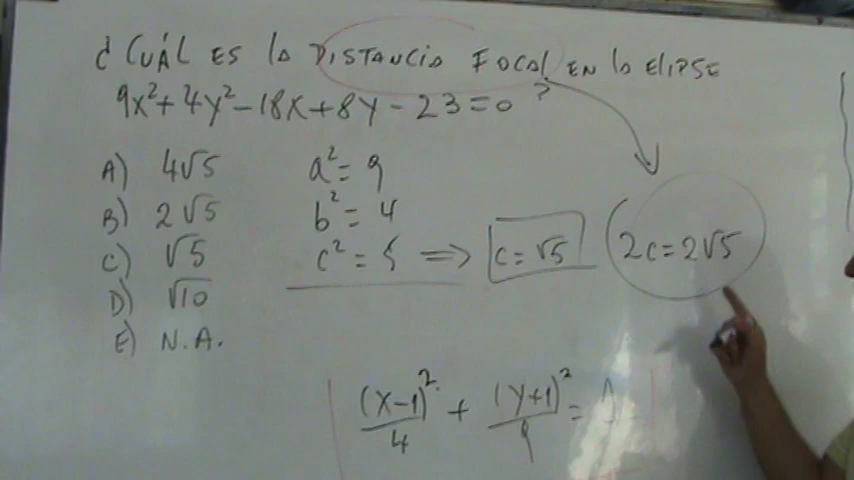 ¿CUÁL ES la DISTANCIA FOCAL EN la ElIPSE
9x²+4y²-18x+8y-23=0?
A) 4√5
B) 2√5
C) √5
D) √10
E) N.A.
a²=9
b²=4
c²=5 ⇒ c=√5 (2c=2√5
(x-1)²/4 + (y+1)²/9 = 1